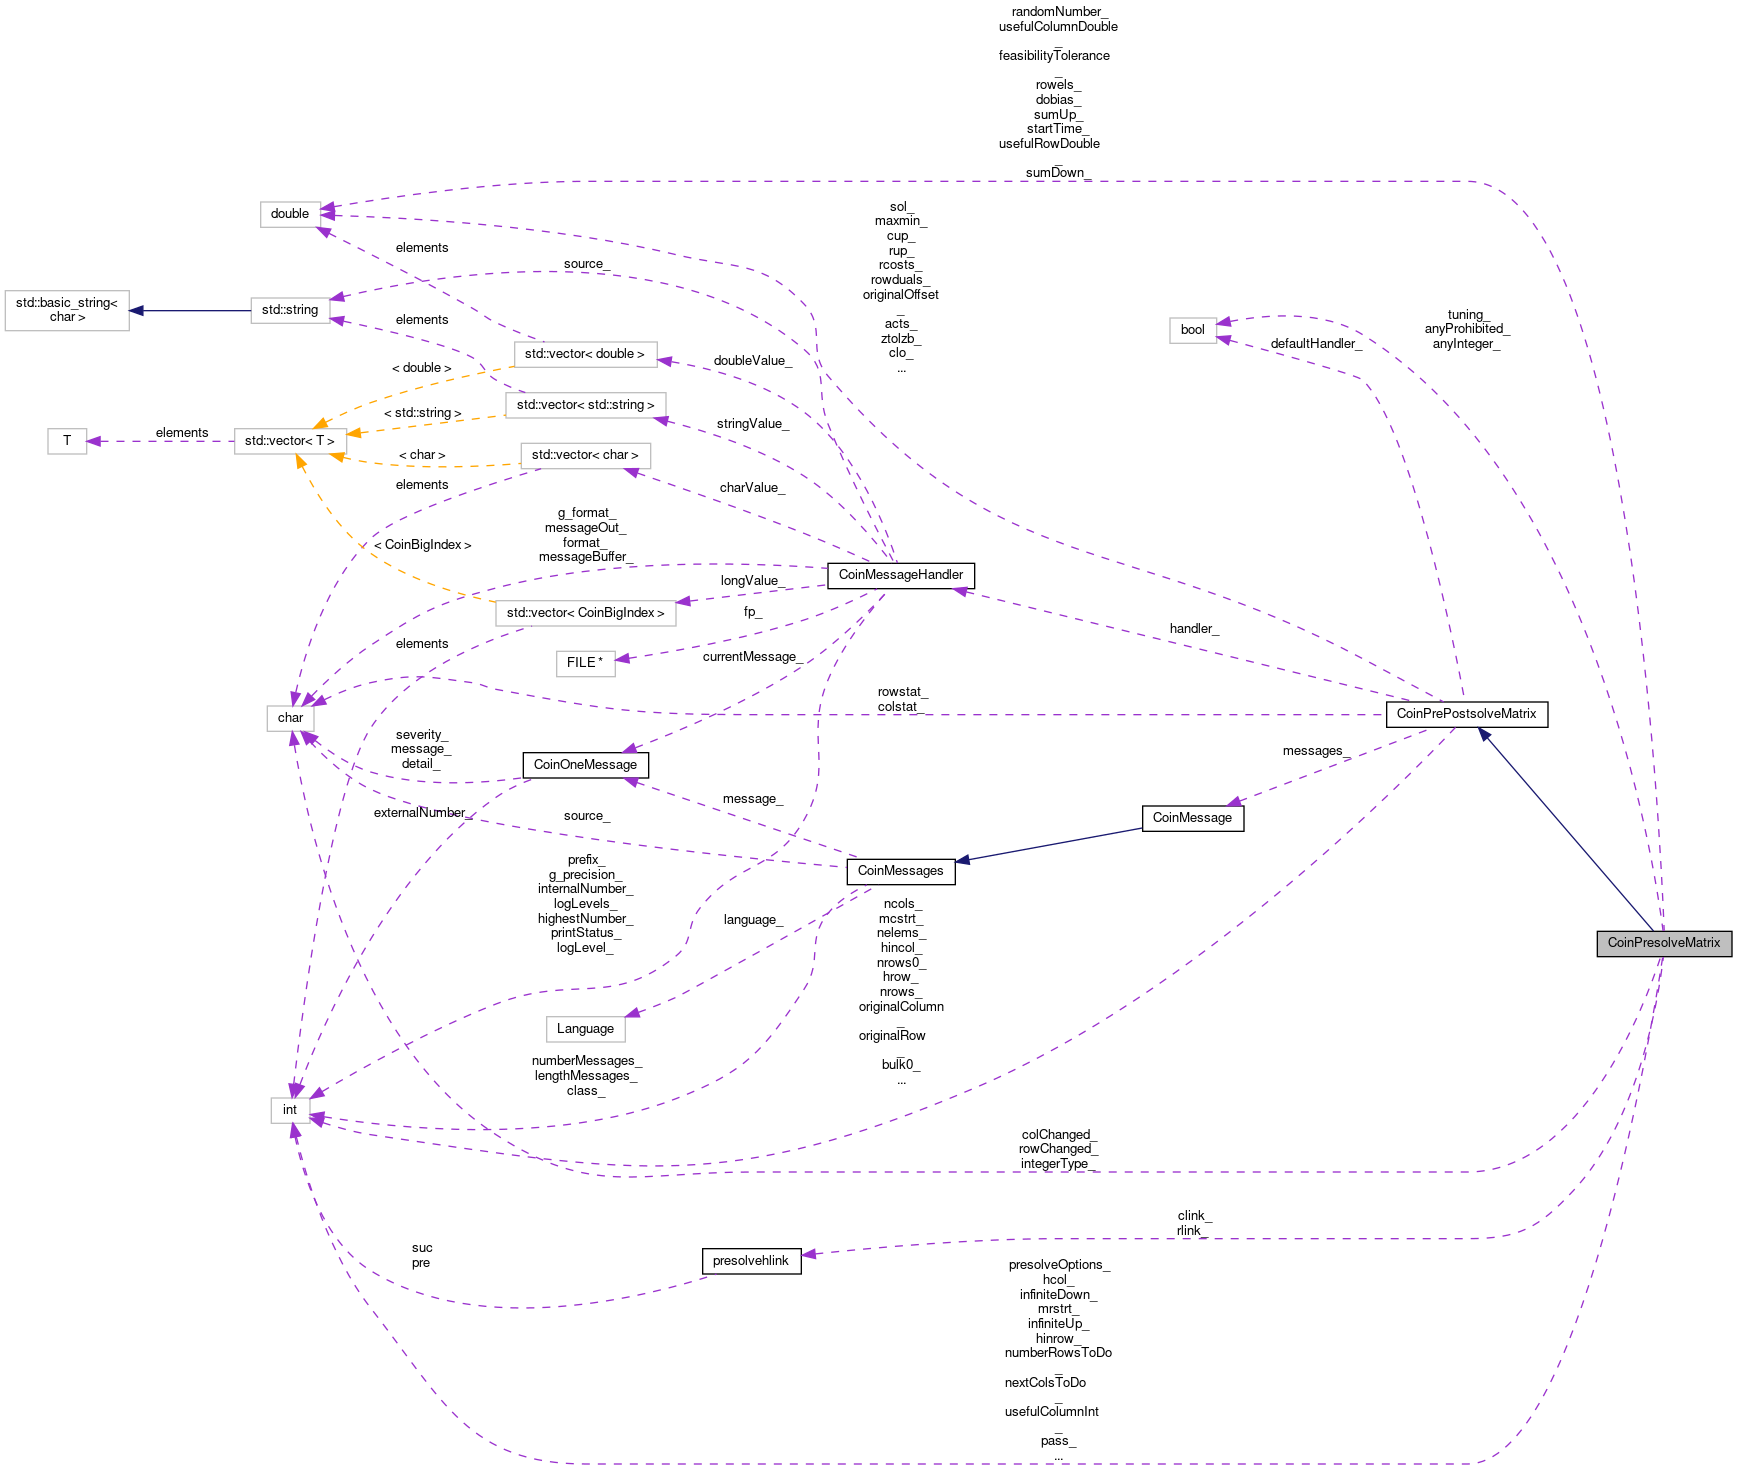 randomNumber_
usefulColumnDouble
_
feasibilityTolerance
_
rowels_
dobias_
sumUp_
startTime_
usefulRowDouble
_
sumDown_
double
sol_
maxmin_
cup_
rup_
rcosts_
rowduals_
originalOffset
_
acts_
ztolzb_
clo_
...
elements
source_
std::basic_string<
char >
std::string
elements
bool
tuning_
anyProhibited_
anyInteger_
defaultHandler_
std::vector< double >
doubleValue_
< double >
std::vector< std::string >
< std::string >
stringValue_
T
elements
std::vector< T >
std::vector< char >
< char >
elements
charValue_
g_format_
messageOut_
format_
messageBuffer_
< CoinBigIndex >
CoinMessageHandler
longValue_
std::vector< CoinBigIndex >
fp_
handler_
elements
FILE *
currentMessage_
rowstat_
colstat_
char
CoinPrePostsolveMatrix
severity_
message_
detail_
CoinOneMessage
messages_
externalNumber_
source_
message_
CoinMessage
prefix_
g_precision_
internalNumber_
logLevels_
highestNumber_
printStatus_
logLevel_
CoinMessages
ncols_
mcstrt_
nelems_
hincol_
nrows0_
hrow_
nrows_
originalColumn
_
originalRow
_
bulk0_
...
language_
CoinPresolveMatrix
Language
numberMessages_
lengthMessages_
class_
int
colChanged_
rowChanged_
integerType_
clink_
rlink_
suc
pre
presolvehlink
presolveOptions_
hcol_
infiniteDown_
mrstrt_
infiniteUp_
hinrow_
numberRowsToDo
_
nextColsToDo
_
usefulColumnInt
_
pass_
...